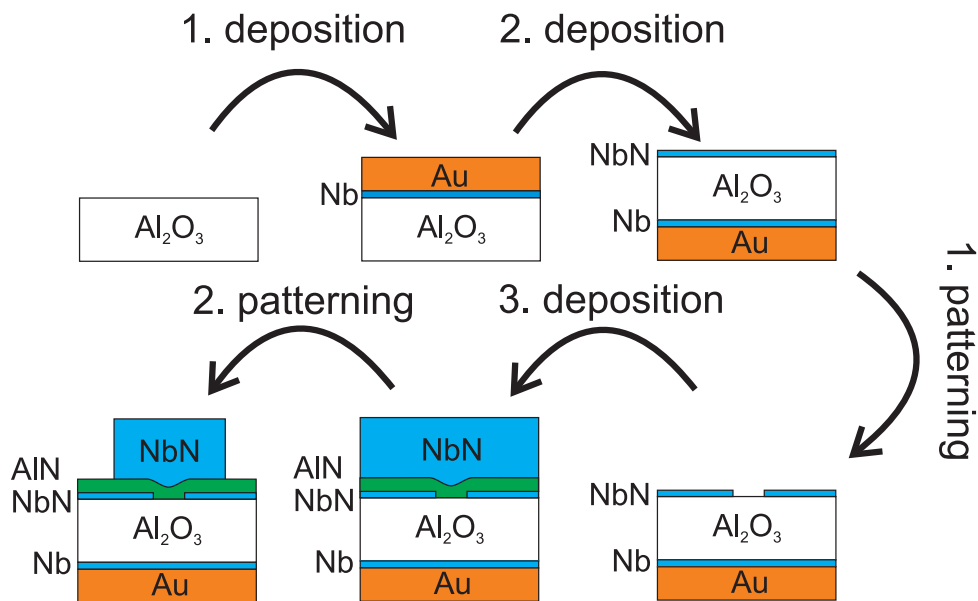 1. deposition
2. deposition
Al₂O₃
Au
Nb
Al₂O₃
NbN
Al₂O₃
Nb
Au
1. patterning
3. deposition
2. patterning
NbN
Al₂O₃
Nb
Au
NbN
AlN
NbN
Al₂O₃
Au
NbN
AlN
NbN
Al₂O₃
Nb
Au